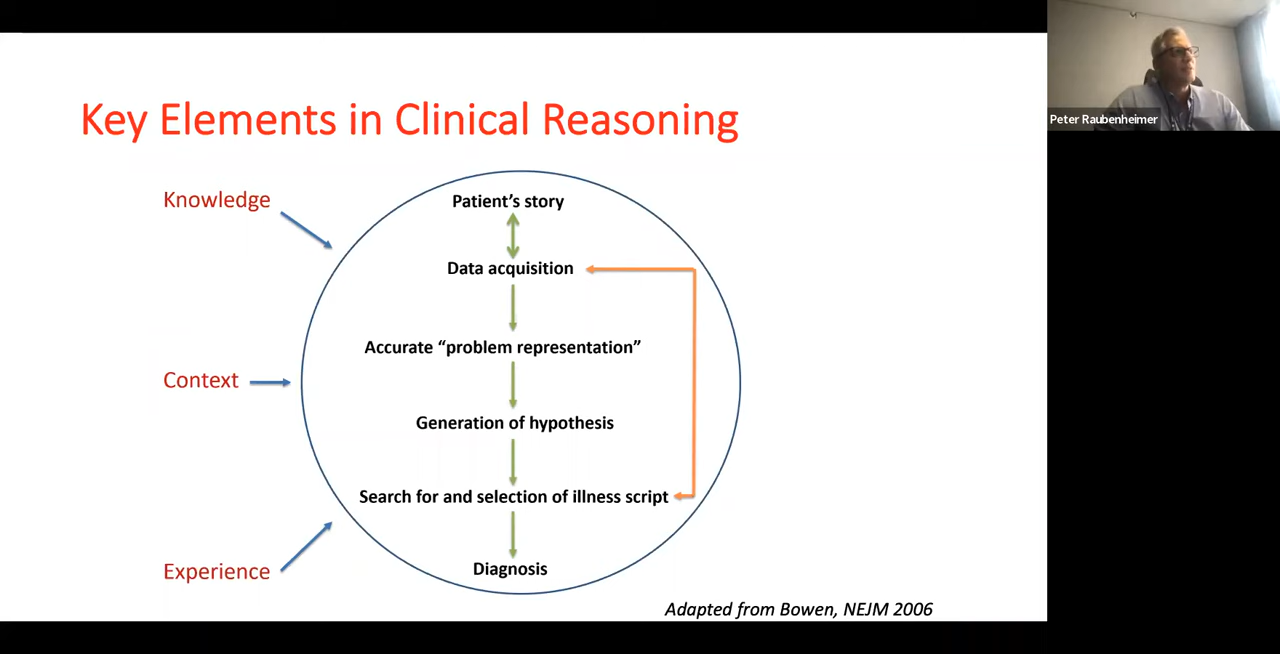 Key Elements in Clinical Reasoning
Peter Raubenheimer
Knowledge
Patient’s story
Data acquisition
Accurate “problem representation”
Context
Generation of hypothesis
Search for and selection of illness script
Experience
Diagnosis
Adapted from Bowen, NEJM 2006